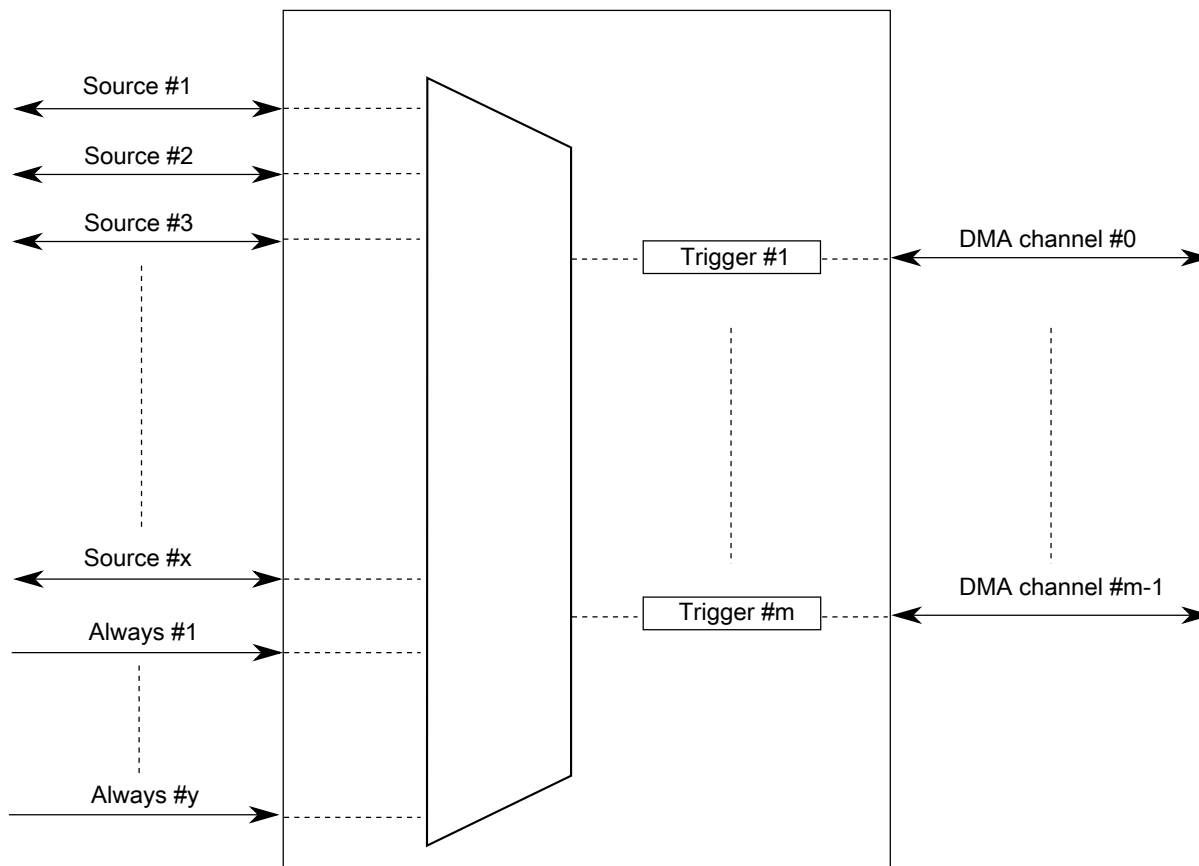 Source #1
Source #2
Source #3
Trigger #1
DMA channel #0
Source #x
Always #1
Trigger #m
DMA channel #m-1
Always #y